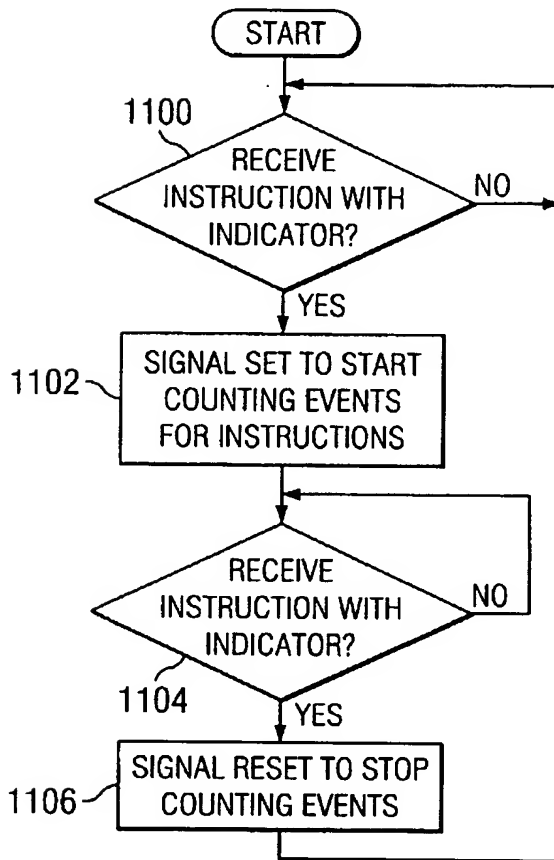 START
1100
RECEIVE
INSTRUCTION WITH
INDICATOR?
NO
YES
1102
SIGNAL SET TO START
COUNTING EVENTS
FOR INSTRUCTIONS
RECEIVE
INSTRUCTION WITH
INDICATOR?
NO
1104
YES
1106
SIGNAL RESET TO STOP
COUNTING EVENTS